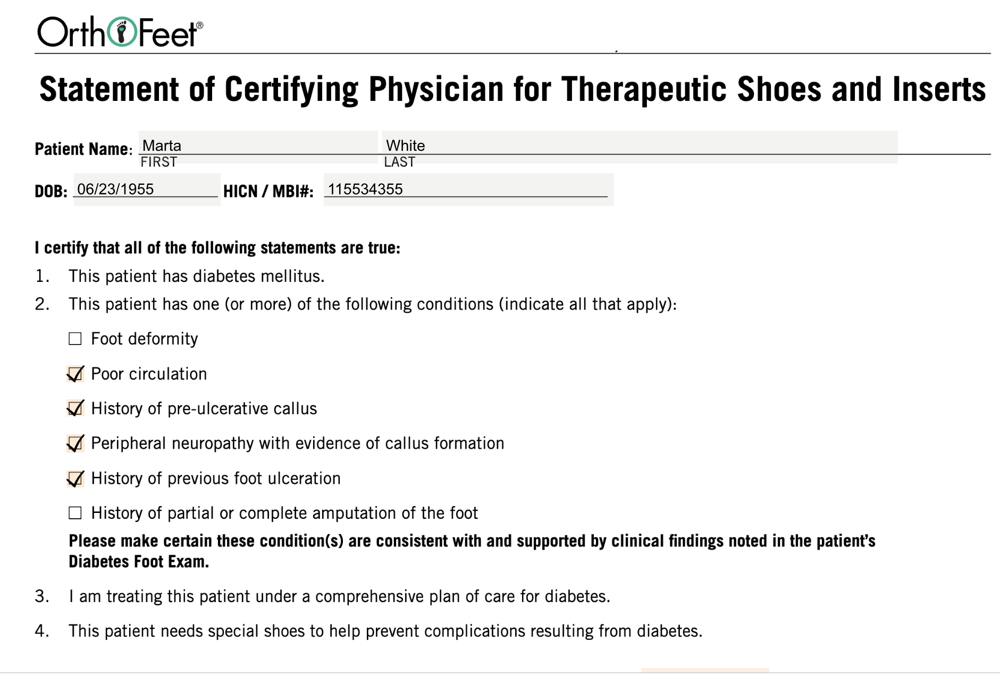 OrthoFeet®
Statement of Certifying Physician for Therapeutic Shoes and Inserts
Patient Name: Marta White
FIRST LAST
DOB: 06/23/1955 HICN / MBI#: 115534355
I certify that all of the following statements are true:
1. This patient has diabetes mellitus.
2. This patient has one (or more) of the following conditions (indicate all that apply):
☐ Foot deformity
☑ Poor circulation
☑ History of pre-ulcerative callus
☑ Peripheral neuropathy with evidence of callus formation
☑ History of previous foot ulceration
☐ History of partial or complete amputation of the foot
Please make certain these condition(s) are consistent with and supported by clinical findings noted in the patient’s
Diabetes Foot Exam.
3. I am treating this patient under a comprehensive plan of care for diabetes.
4. This patient needs special shoes to help prevent complications resulting from diabetes.